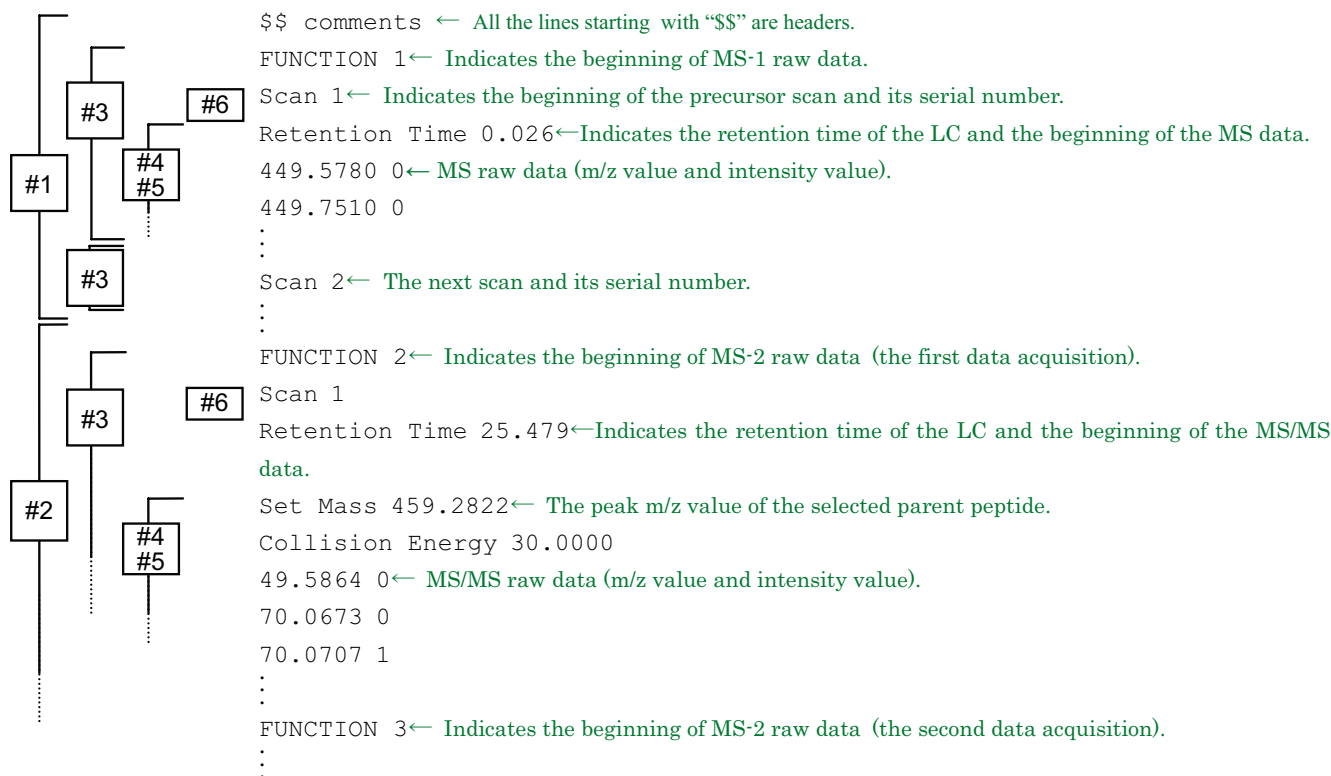 $$ comments ← All the lines starting with “$$” are headers.
FUNCTION 1← Indicates the beginning of MS-1 raw data.
#6 Scan 1← Indicates the beginning of the precursor scan and its serial number.
#3
Retention Time 0.026←Indicates the retention time of the LC and the beginning of the MS data.
#4
#1 449.5780 0← MS raw data (m/z value and intensity value).
#5
449.7510 0
#3 Scan 2← The next scan and its serial number.
FUNCTION 2← Indicates the beginning of MS-2 raw data (the first data acquisition).
#6 Scan 1
#3
Retention Time 25.479←Indicates the retention time of the LC and the beginning of the MS/MS
data.
#2 Set Mass 459.2822← The peak m/z value of the selected parent peptide.
#4
Collision Energy 30.0000
#5
49.5864 0← MS/MS raw data (m/z value and intensity value).
70.0673 0
70.0707 1
FUNCTION 3← Indicates the beginning of MS-2 raw data (the second data acquisition).